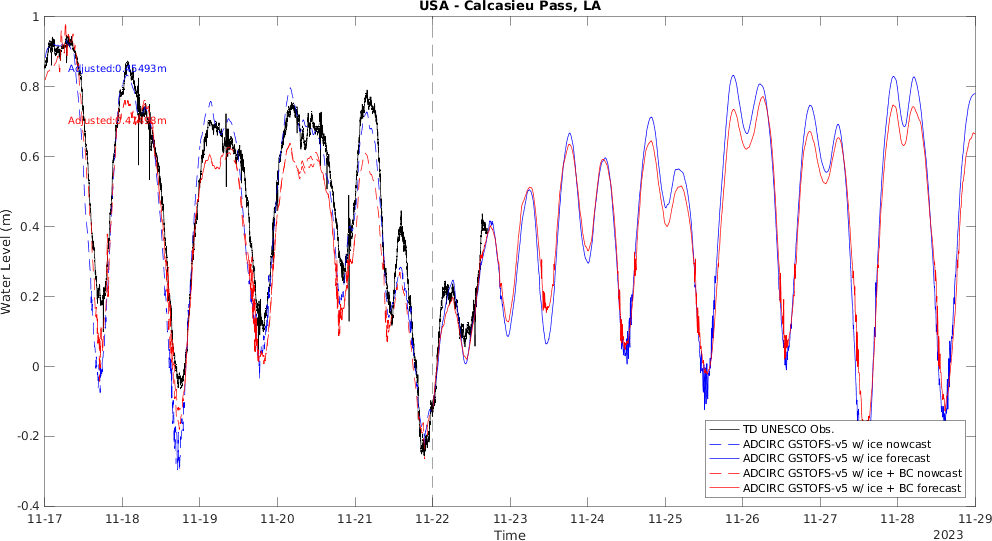 USA - Calcasieu Pass, LA
1
0.8
0.6
0.4
0.2
0
-0.2
-0.4
Water Level (m)
11-17
11-18
11-19
11-20
11-21
11-22
11-23
11-24
11-25
11-26
11-27
11-28
11-29
Time
2023
TD UNESCO Obs.
ADCIRC GSTOFS-v5 w/ ice nowcast
ADCIRC GSTOFS-v5 w/ ice forecast
ADCIRC GSTOFS-v5 w/ ice + BC nowcast
ADCIRC GSTOFS-v5 w/ ice + BC forecast